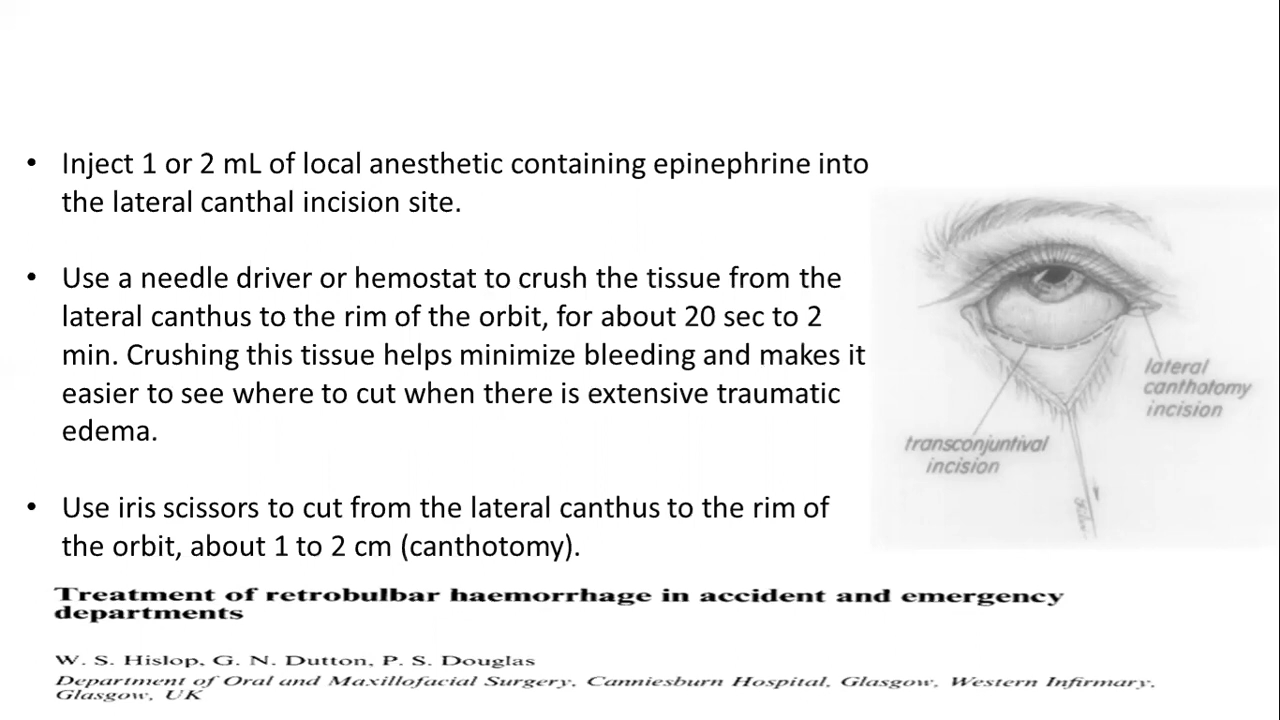 • Inject 1 or 2 mL of local anesthetic containing epinephrine into
the lateral canthal incision site.
• Use a needle driver or hemostat to crush the tissue from the
lateral canthus to the rim of the orbit, for about 20 sec to 2
min. Crushing this tissue helps minimize bleeding and makes it
easier to see where to cut when there is extensive traumatic
edema.
• Use iris scissors to cut from the lateral canthus to the rim of
the orbit, about 1 to 2 cm (canthotomy).
lateral
canthotomy
incision
transconjuntival
incision
Treatment of retrobulbar haemorrhage in accident and emergency
departments
W. S. Hislop, G. N. Dutton, P. S. Douglas
Department of Oral and Maxillofacial Surgery, Canniesburn Hospital, Glasgow, Western Infirmary,
Glasgow, UK